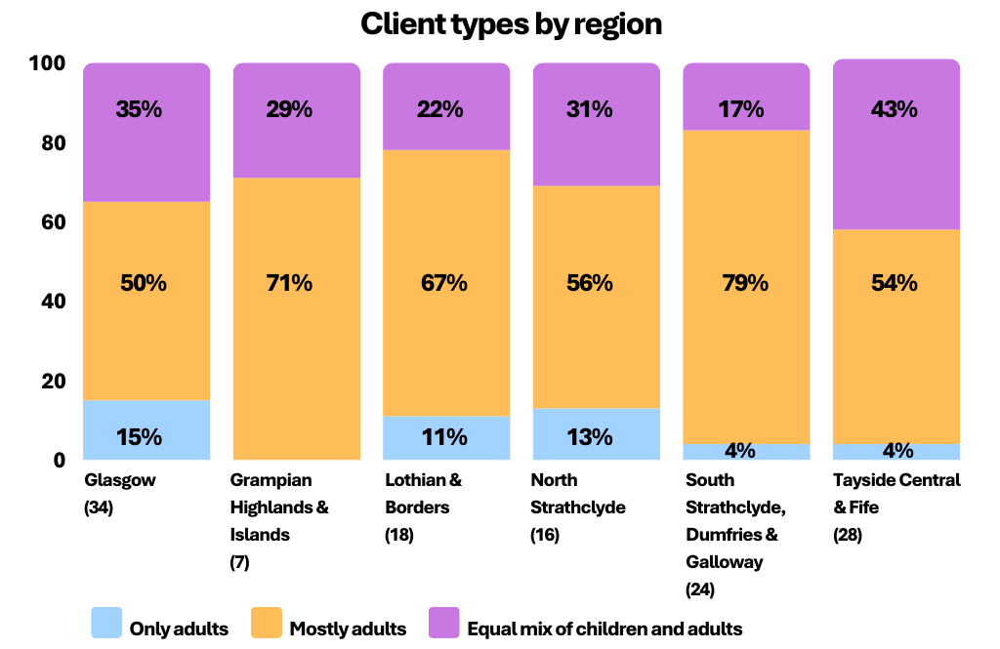 Client types by region
100
80
60
40
20
0
35%
29%
22%
31%
17%
43%
50%
71%
67%
56%
79%
54%
15%
11%
13%
4%
4%
Glasgow
(34)
Grampian
Highlands &
Islands
(7)
Lothian &
Borders
(18)
North
Strathclyde
(16)
South
Strathclyde,
Dumfries &
Galloway
(24)
Tayside Central
& Fife
(28)
Only adults
Mostly adults
Equal mix of children and adults